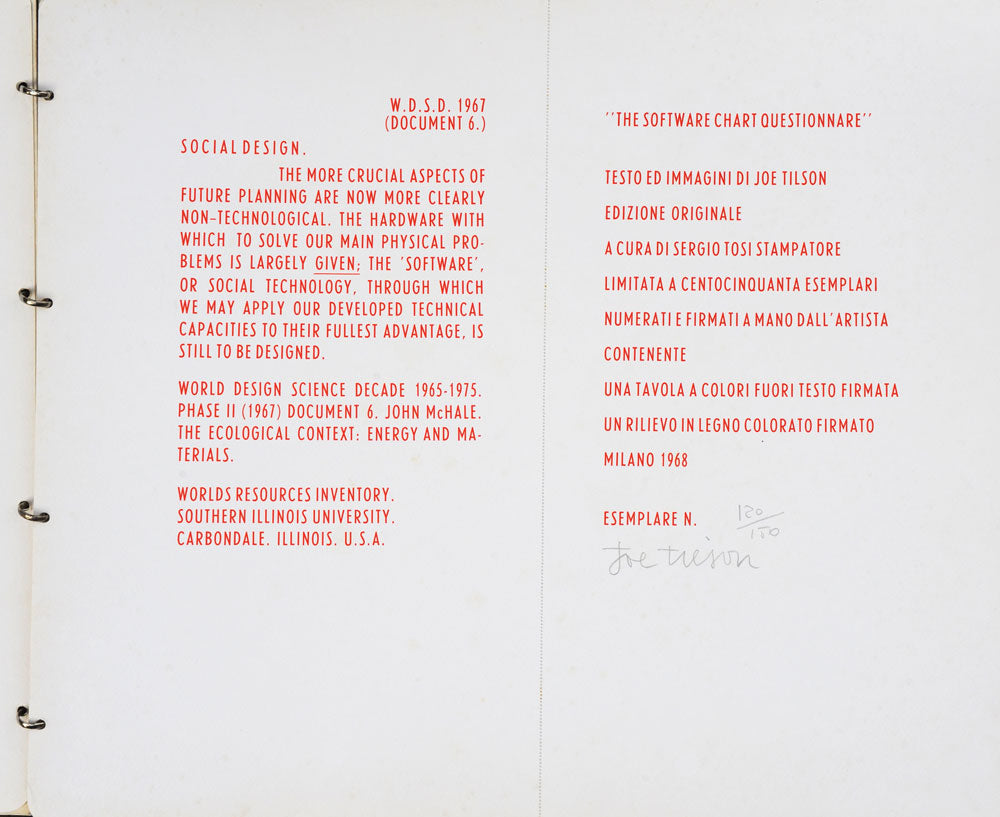 W.D.S.D. 1967
(DOCUMENT 6.)
SOCIAL DESIGN.
THE MORE CRUCIAL ASPECTS OF
FUTURE PLANNING ARE NOW MORE CLEARLY
NON-TECHNOLOGICAL. THE HARDWARE WITH
WHICH TO SOLVE OUR MAIN PHYSICAL PRO-
BLEMS IS LARGELY GIVEN; THE 'SOFTWARE',
OR SOCIAL TECHNOLOGY, THROUGH WHICH
WE MAY APPLY OUR DEVELOPED TECHNICAL
CAPACITIES TO THEIR FULLEST ADVANTAGE, IS
STILL TO BE DESIGNED.
WORLD DESIGN SCIENCE DECADE 1965-1975.
PHASE II (1967) DOCUMENT 6. JOHN McHALE.
THE ECOLOGICAL CONTEXT: ENERGY AND MA-
TERIALS.
WORLDS RESOURCES INVENTORY.
SOUTHERN ILLINOIS UNIVERSITY.
CARBONDALE. ILLINOIS. U.S.A.
''THE SOFTWARE CHART QUESTIONNARE''
TESTO ED IMMAGINI DI JOE TILSON
EDIZIONE ORIGINALE
A CURA DI SERGIO TOSI STAMPATORE
LIMITATA A CENTOCINQUANTA ESEMPLARI
NUMERATI E FIRMATI A MANO DALL'ARTISTA
CONTENENTE
UNA TAVOLA A COLORI FUORI TESTO FIRMATA
UN RILIEVO IN LEGNO COLORATO FIRMATO
MILANO 1968
ESEMPLARE N. 120/150
Joe Tilson